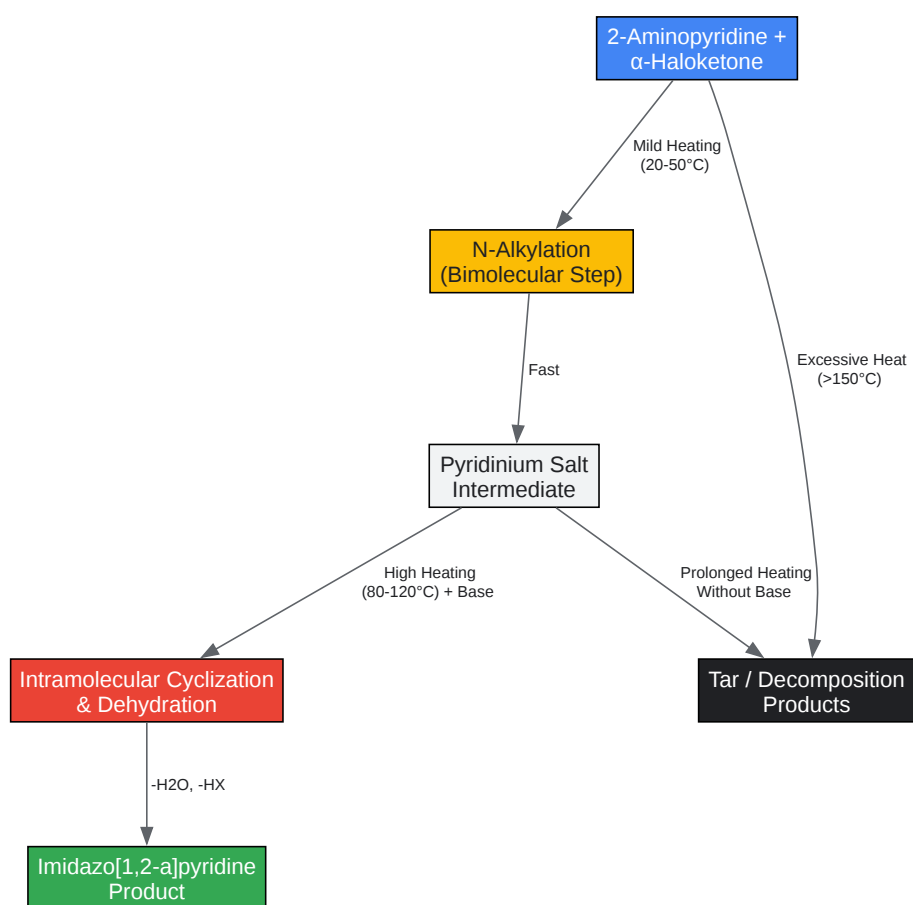 2-Aminopyridine +
α-Haloketone
Mild Heating
(20-50°C)
N-Alkylation
(Bimolecular Step)
Excessive Heat
(>150°C)
Fast
Pyridinium Salt
Intermediate
High Heating
(80-120°C) + Base
Prolonged Heating
Without Base
Intramolecular Cyclization
& Dehydration
Tar / Decomposition
Products
-H2O, -HX
Imidazo[1,2-a]pyridine
Product